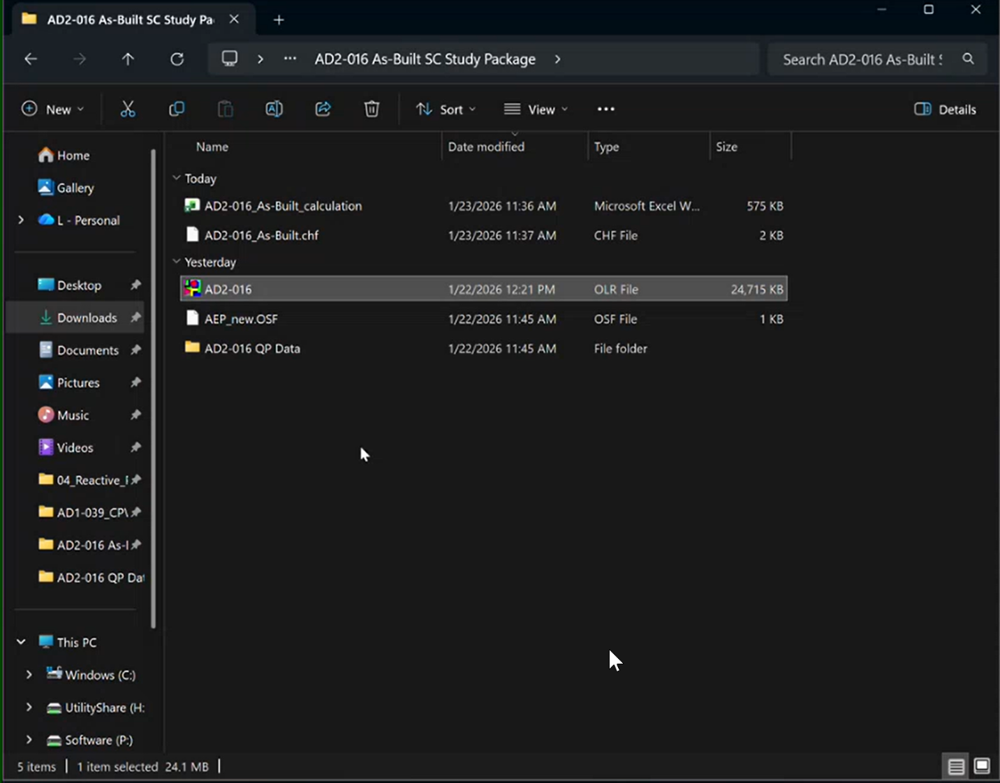 AD2-016 As-Built SC Study Pa
AD2-016 As-Built SC Study Package
Search AD2-016 As-Built S
New
Sort
View
Details
Name Date modified Type Size
Today
AD2-016_As-Built_calculation 1/23/2026 11:36 AM Microsoft Excel W... 575 KB
AD2-016_As-Built.chf 1/23/2026 11:37 AM CHF File 2 KB
Yesterday
AD2-016 1/22/2026 12:21 PM OLR File 24,715 KB
AEP_new.OSF 1/22/2026 11:45 AM OSF File 1 KB
AD2-016 QP Data 1/22/2026 11:45 AM File folder
Home
Gallery
L - Personal
Desktop
Downloads
Documents
Pictures
Music
Videos
04_Reactive_
AD1-039_CP
AD2-016 As-
AD2-016 QP Dat
This PC
Windows (C:)
UtilityShare (H:
Software (P:)
5 items 1 item selected 24.1 MB